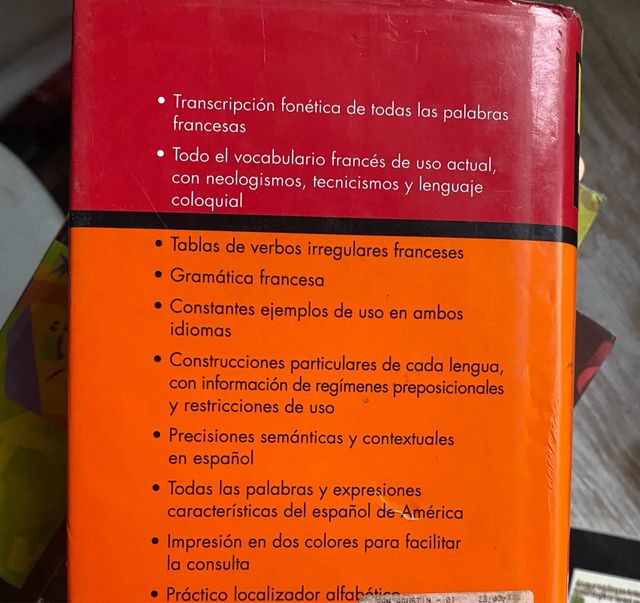 • Transcripción fonética de todas las palabras
francesas
• Todo el vocabulario francés de uso actual,
con neologismos, tecnicismos y lenguaje
coloquial
• Tablas de verbos irregulares franceses
• Gramática francesa
• Constantes ejemplos de uso en ambos
idiomas
• Construcciones particulares de cada lengua,
con información de regímenes preposicionales
y restricciones de uso
• Precisiones semánticas y contextuales
en español
• Todas las palabras y expresiones
características del español de América
• Impresión en dos colores para facilitar
la consulta
• Práctico localizador alfabético
AGUSTIN - 01